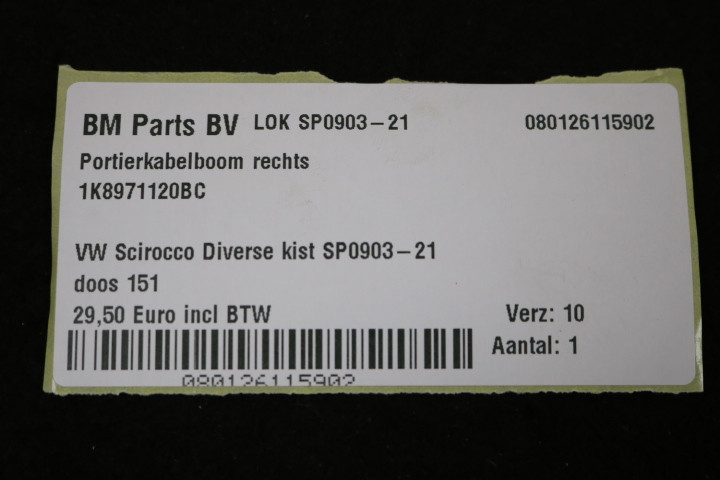 BM Parts BV LOK SP0903-21 080126115902
Portierkabelboom rechts
1K8971120BC
VW Scirocco Diverse kist SP0903-21
doos 151
29,50 Euro incl BTW Verz: 10
Aantal: 1
080126115902